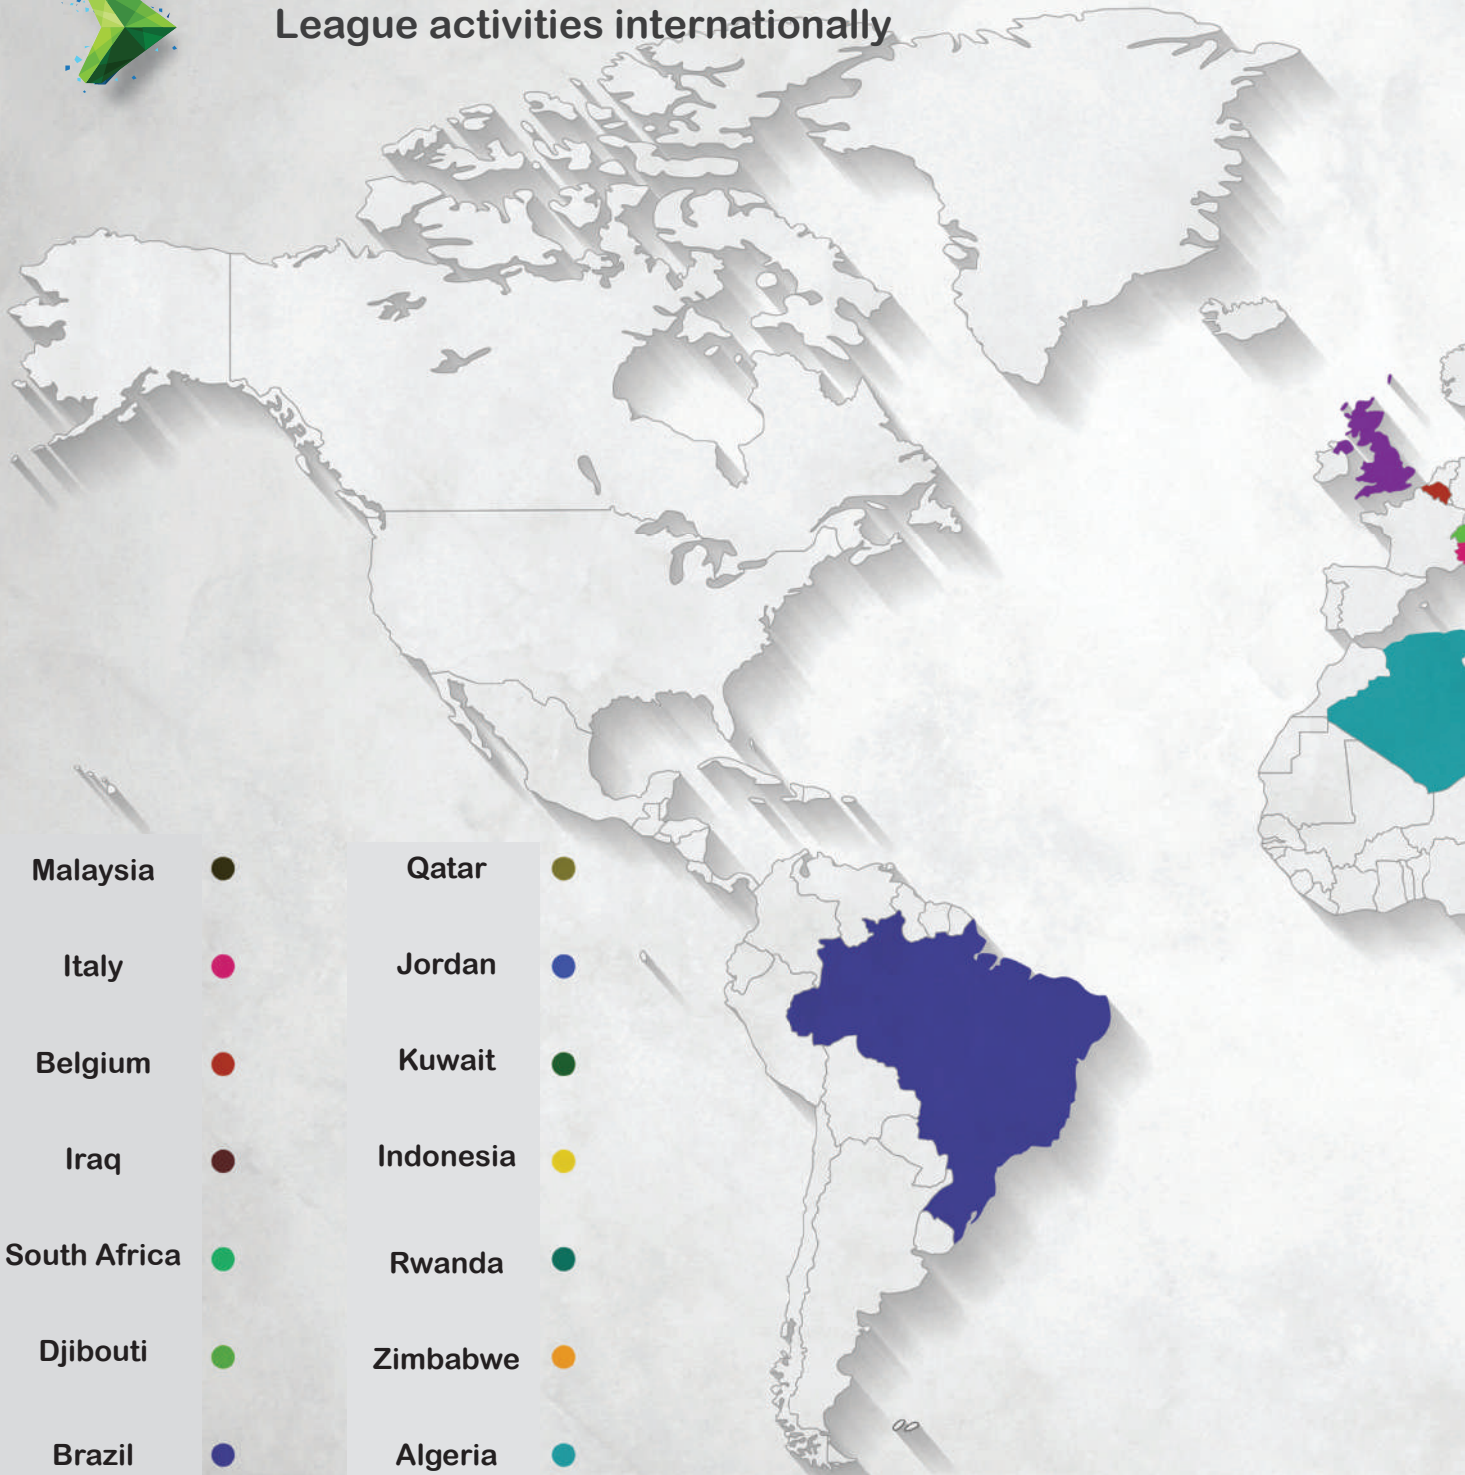 League activities internationally
Malaysia
Italy
Belgium
Iraq
South Africa
Djibouti
Brazil
Qatar
Jordan
Kuwait
Indonesia
Rwanda
Zimbabwe
Algeria